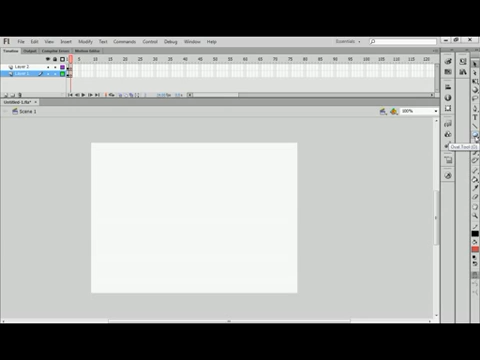 Fl File Edit View Insert Modify Text Commands Control Debug Window Help Essentials
Timeline Output Compiler Errors Motion Editor
1 5 10 15 20 25 30 35 40 45 50 55 60 65 70 75 80 85 90 95 100 105 110 115 120
Layer 2
Layer 1
Untitled-1.fla*
Scene 1 100%
Oval Tool (O)